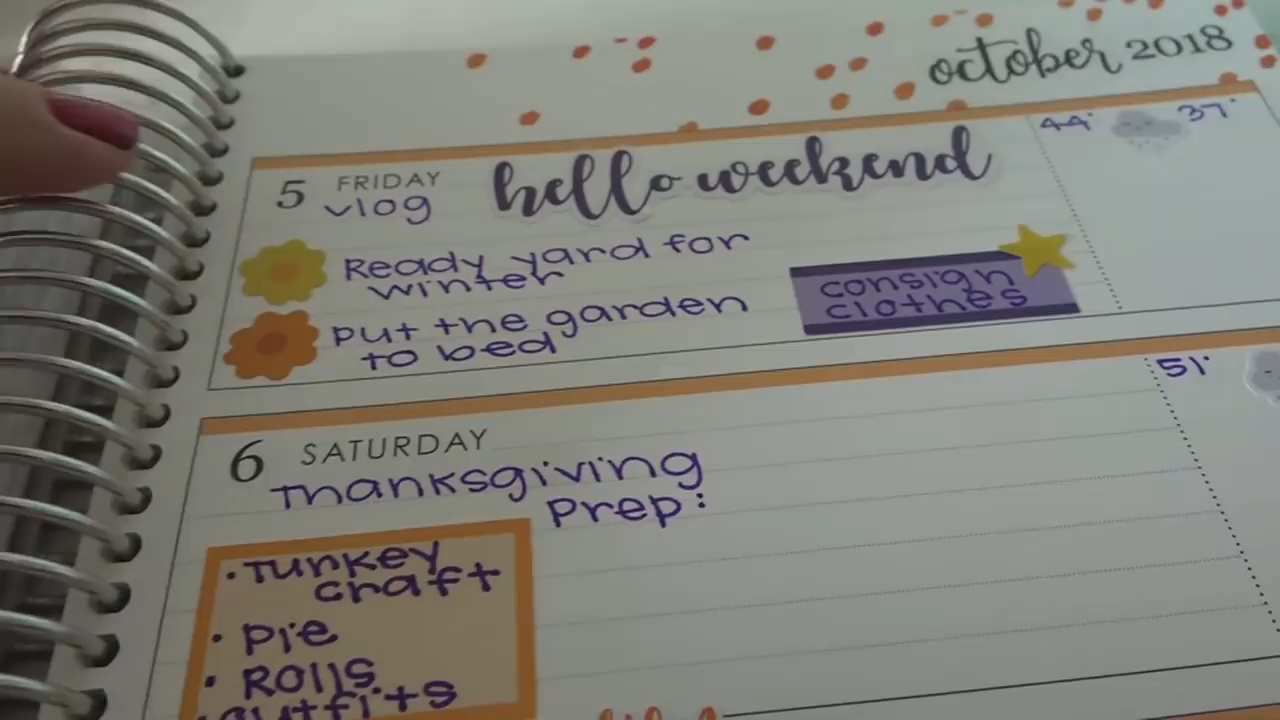 october 2018
5 FRIDAY
hello weekend
44° 37°
vlog
Ready yard for
winter
consign
clothes
put the garden
to bed
6 SATURDAY
51°
Thanksgiving
Prep:
• Turkey
craft
• Pie
• Rolls
• outfits